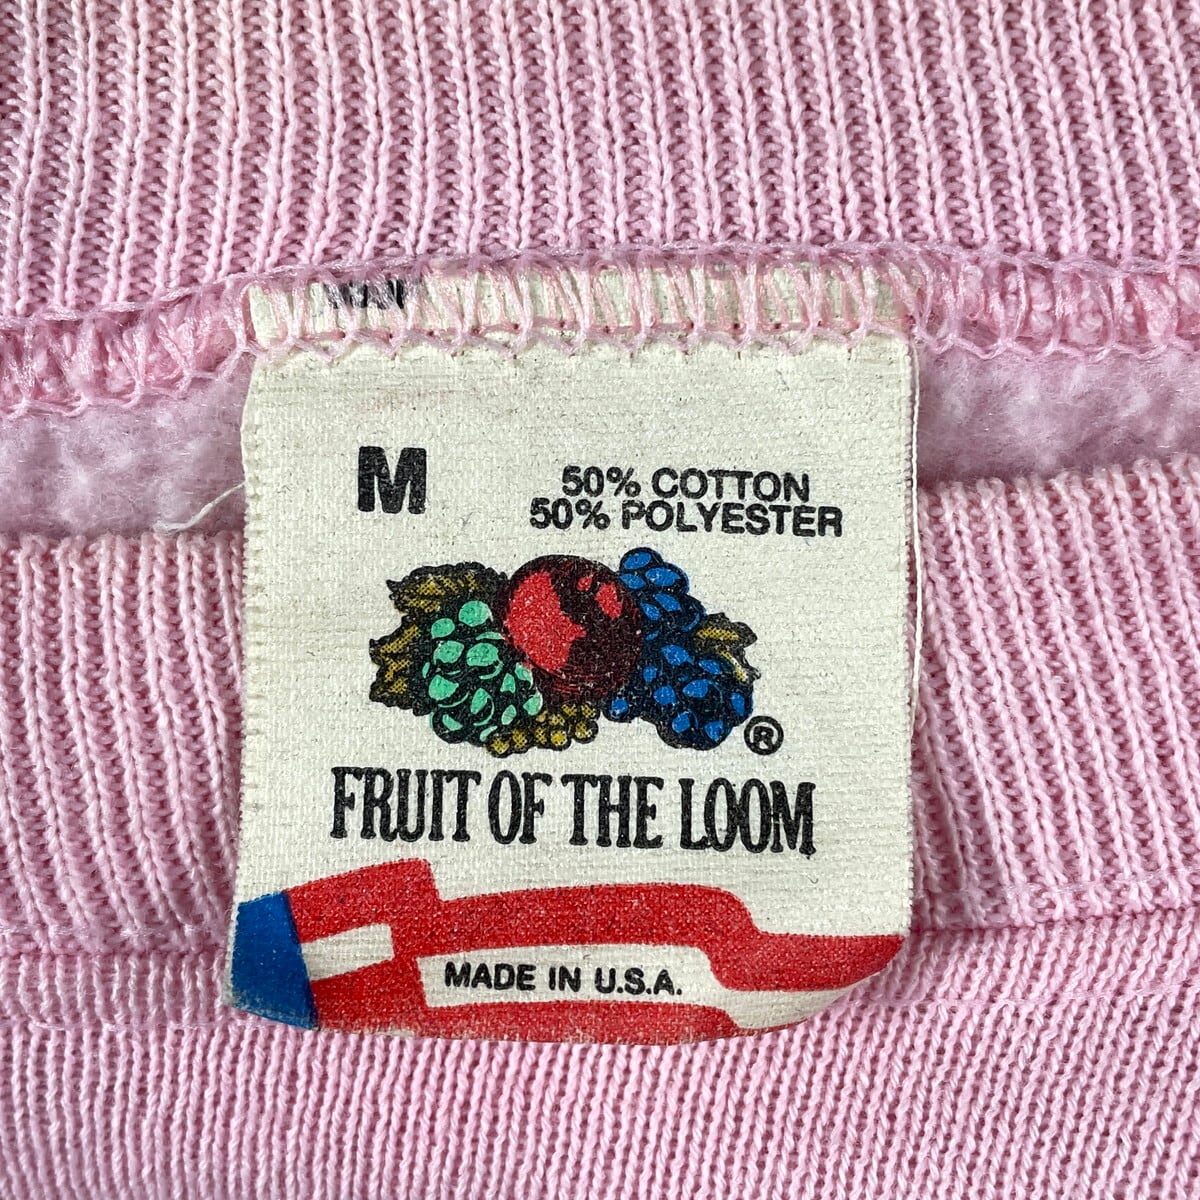 M
50% COTTON
50% POLYESTER
®
FRUIT OF THE LOOM
MADE IN U.S.A.